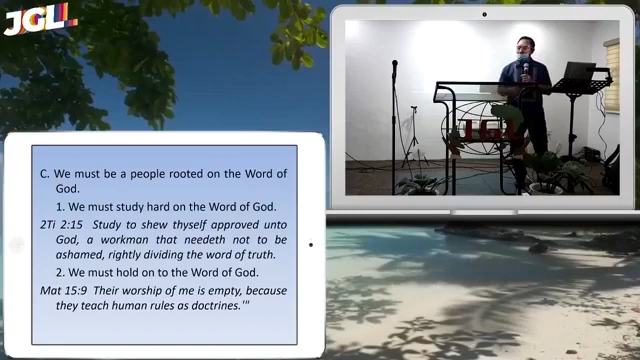 JGL
C. We must be a people rooted on the Word of
God.
1. We must study hard on the Word of God.
2Ti 2:15 Study to shew thyself approved unto
God, a workman that needeth not to be
ashamed, rightly dividing the word of truth.
2. We must hold on to the Word of God.
Mat 15:9 Their worship of me is empty, because
they teach human rules as doctrines.'"
JGL